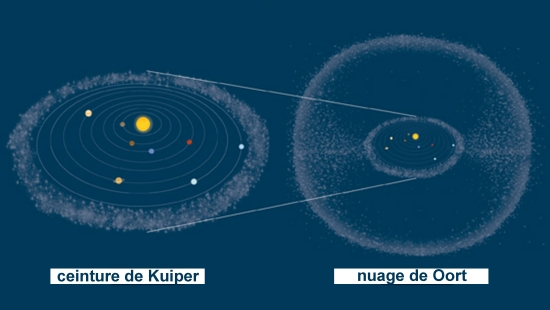 ceinture de Kuiper
nuage de Oort